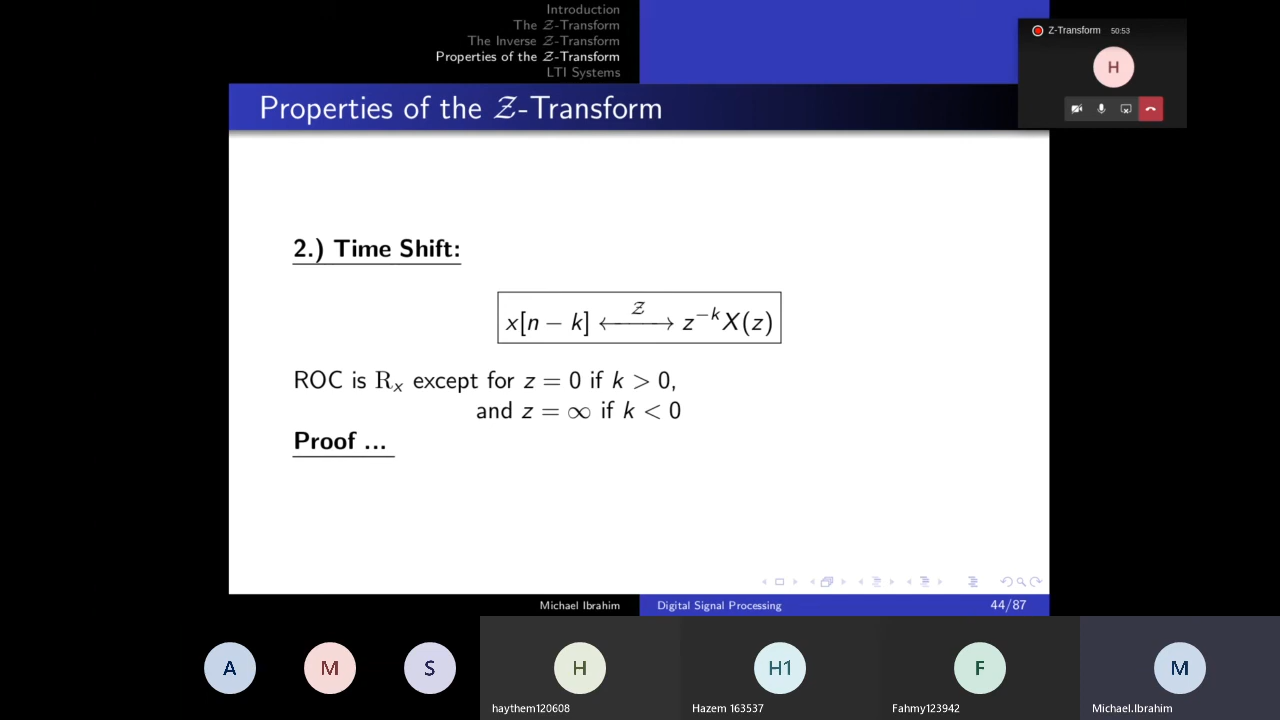 Introduction
The Z-Transform
The Inverse Z-Transform
Properties of the Z-Transform
LTI Systems
Z-Transform 50:53
H
Properties of the Z-Transform
2.) Time Shift:
x[n − k] ⟷^Z z^{-k}X(z)
ROC is R_x except for z = 0 if k > 0,
and z = ∞ if k < 0
Proof ...
Michael Ibrahim Digital Signal Processing 44/87
A M S H H1 F M
haythem120608 Hazem 163537 Fahmy123942 Michael.Ibrahim